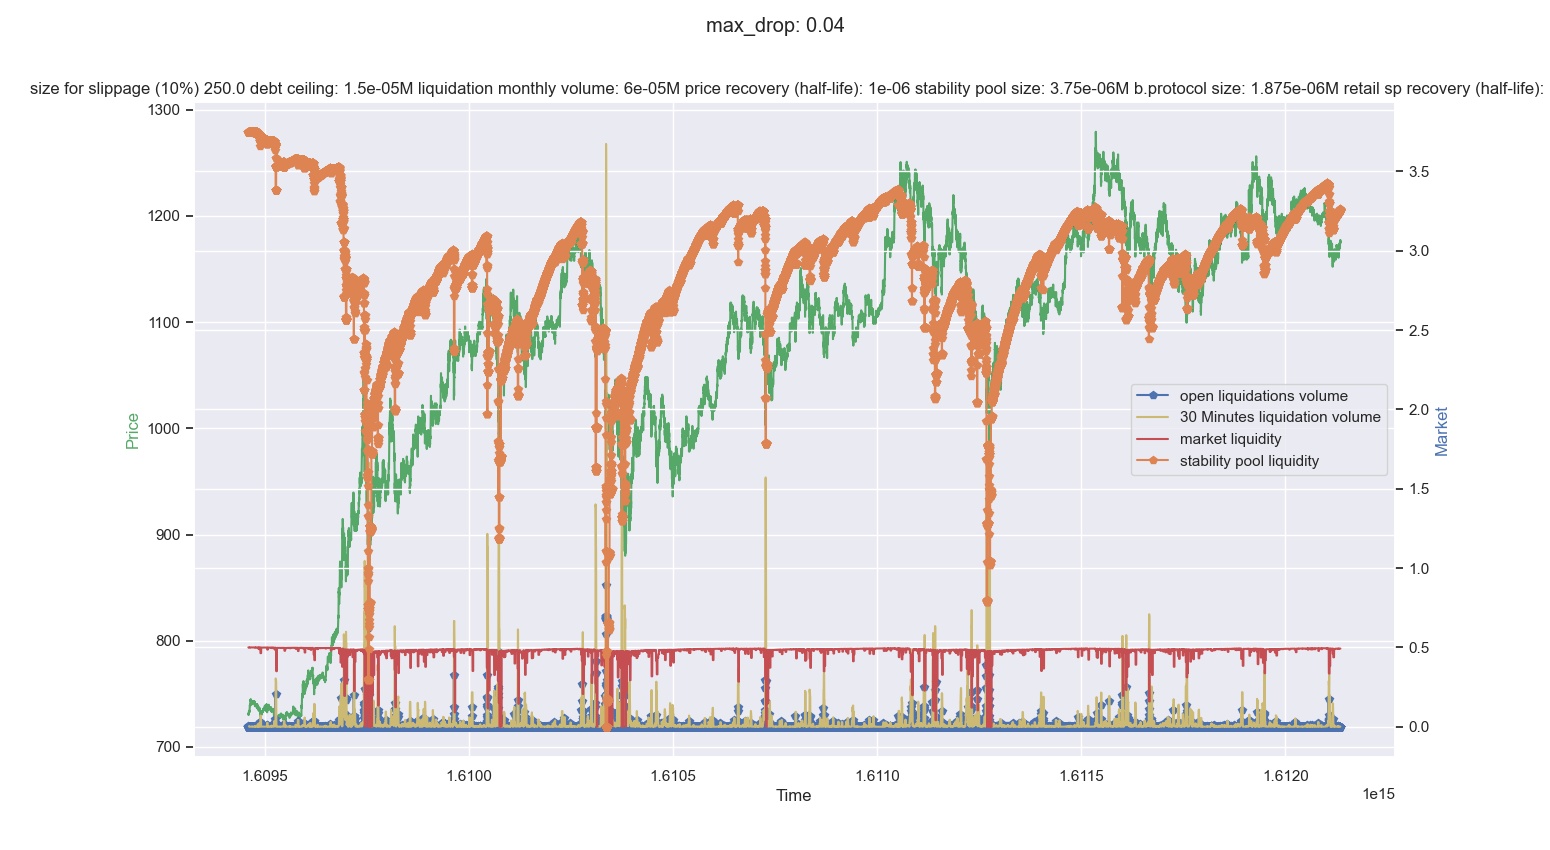 max_drop: 0.04
size for slippage (10%) 250.0 debt ceiling: 1.5e-05M liquidation monthly volume: 6e-05M price recovery (half-life): 1e-06 stability pool size: 3.75e-06M b.protocol size: 1.875e-06M retail sp recovery (half-life):
1300
1200
1100
1000
900
800
700
Price
3.5
3.0
2.5
2.0
1.5
1.0
0.5
0.0
Market
open liquidations volume
30 Minutes liquidation volume
market liquidity
stability pool liquidity
1.6095
1.6100
1.6105
1.6110
1.6115
1.6120
1e15
Time